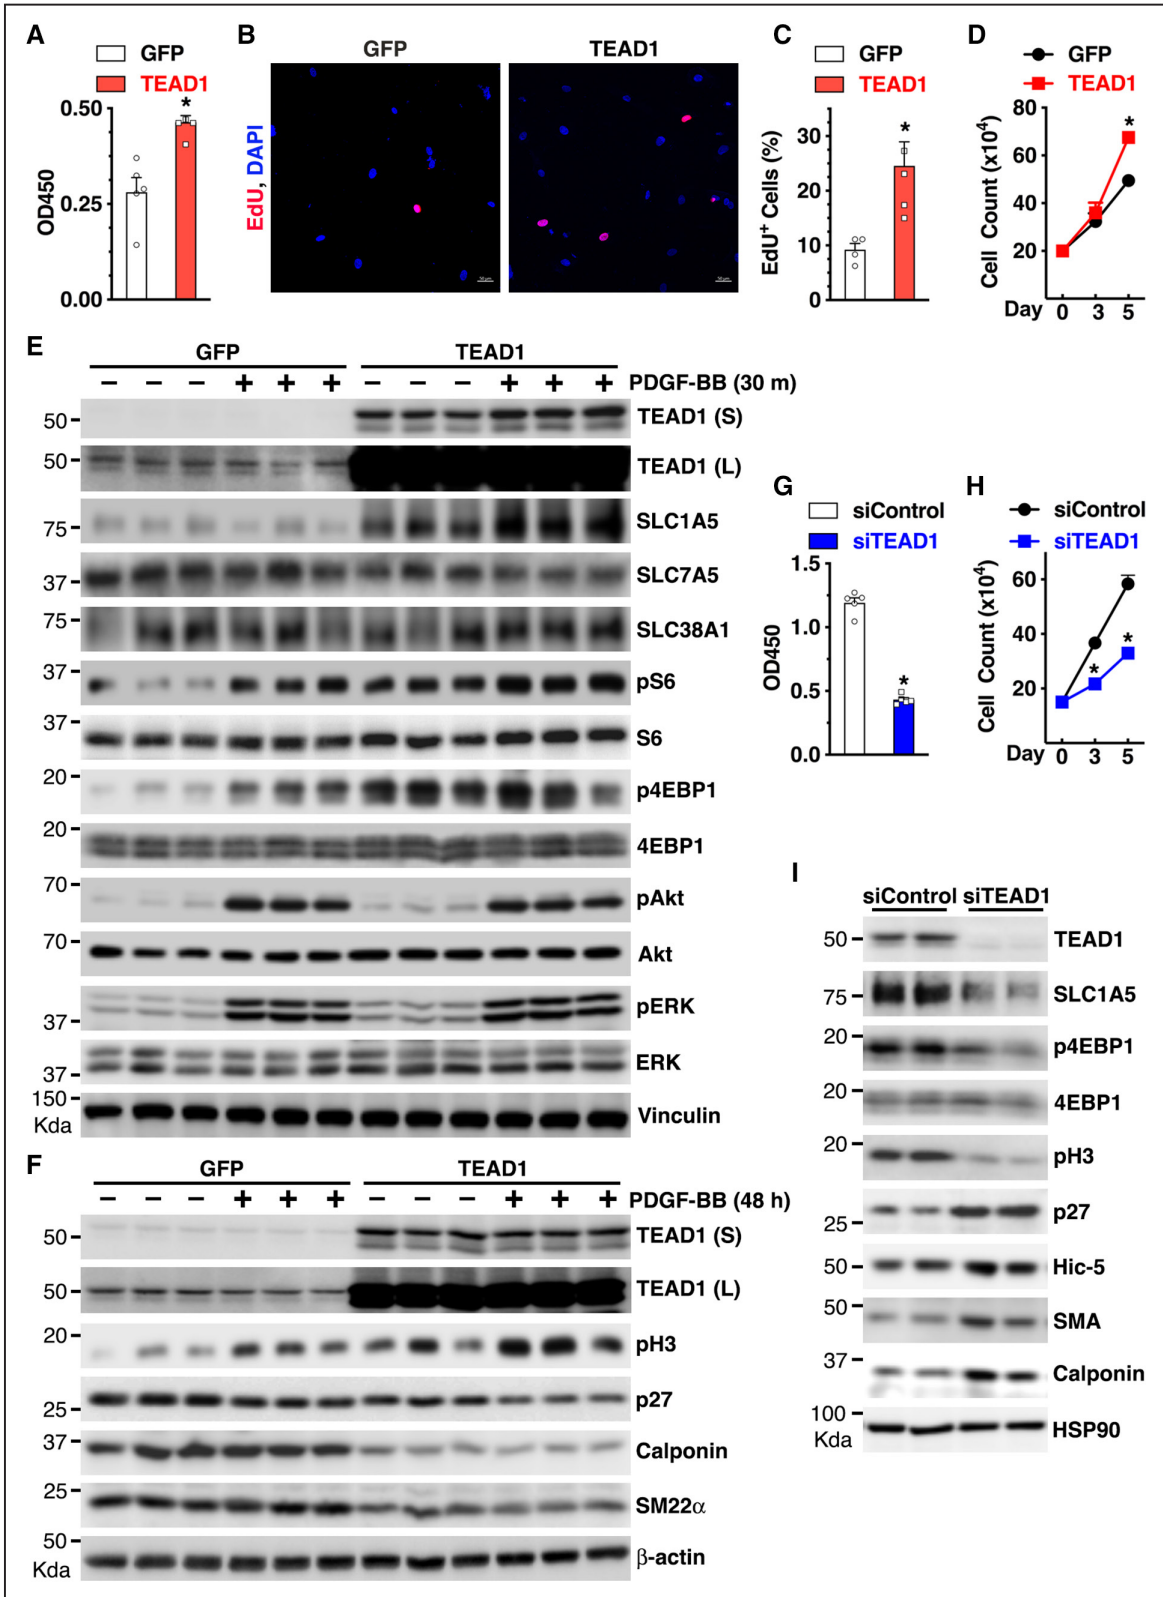 A
GFP
TEAD1
*
0.50
0.25
0.00
OD450
B
GFP
TEAD1
EdU, DAPI
C
GFP
TEAD1
*
30
20
10
0
EdU+ Cells (%)
D
GFP
TEAD1
*
80
60
40
20
Cell Count (x10⁴)
Day 0 3 5
E
GFP TEAD1
− − − + + + − − − + + + PDGF-BB (30 m)
50 TEAD1 (S)
50 TEAD1 (L)
75 SLC1A5
37 SLC7A5
75 SLC38A1
37 pS6
37 S6
20 p4EBP1
20 4EBP1
70 pAkt
70 Akt
37 pERK
37 ERK
150 Vinculin
Kda
F
GFP TEAD1
− − − + + + − − − + + + PDGF-BB (48 h)
50 TEAD1 (S)
50 TEAD1 (L)
20 pH3
25 p27
37 Calponin
25 SM22α
50 β-actin
Kda
G
siControl
siTEAD1
1.5
1.0
0.5
0.0
OD450
*
H
siControl
siTEAD1
60
40
20
Cell Count (x10⁴)
* *
Day 0 3 5
I
siControl siTEAD1
50 TEAD1
75 SLC1A5
20 p4EBP1
20 4EBP1
20 pH3
25 p27
50 Hic-5
50 SMA
37 Calponin
100 HSP90
Kda